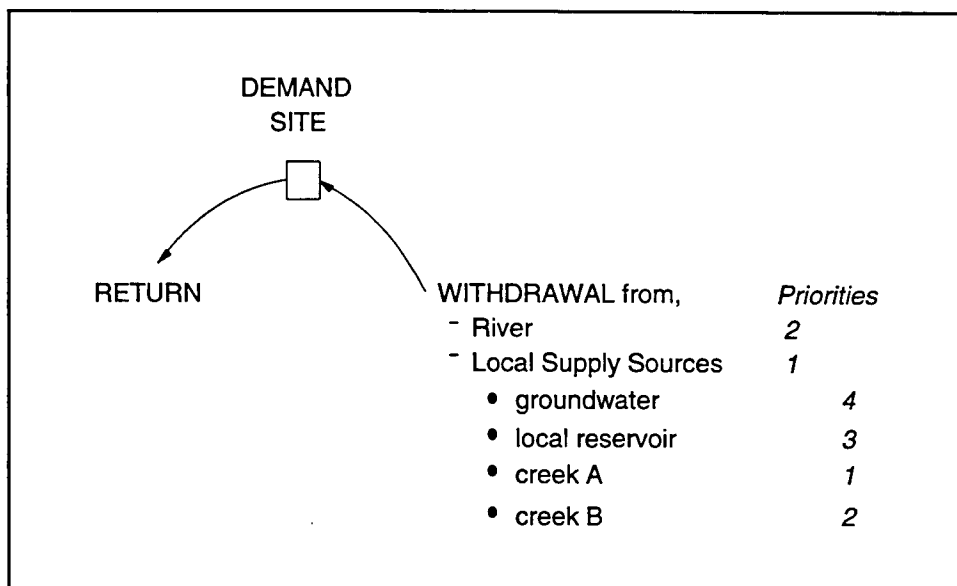 DEMAND
SITE
RETURN
WITHDRAWAL from, Priorities
- River 2
- Local Supply Sources 1
• groundwater 4
• local reservoir 3
• creek A 1
• creek B 2